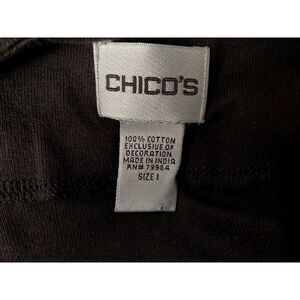 CHICO'S
100% COTTON
EXCLUSIVE OF
DECORATION
MADE IN INDIA
RN# 79984
SIZE 1